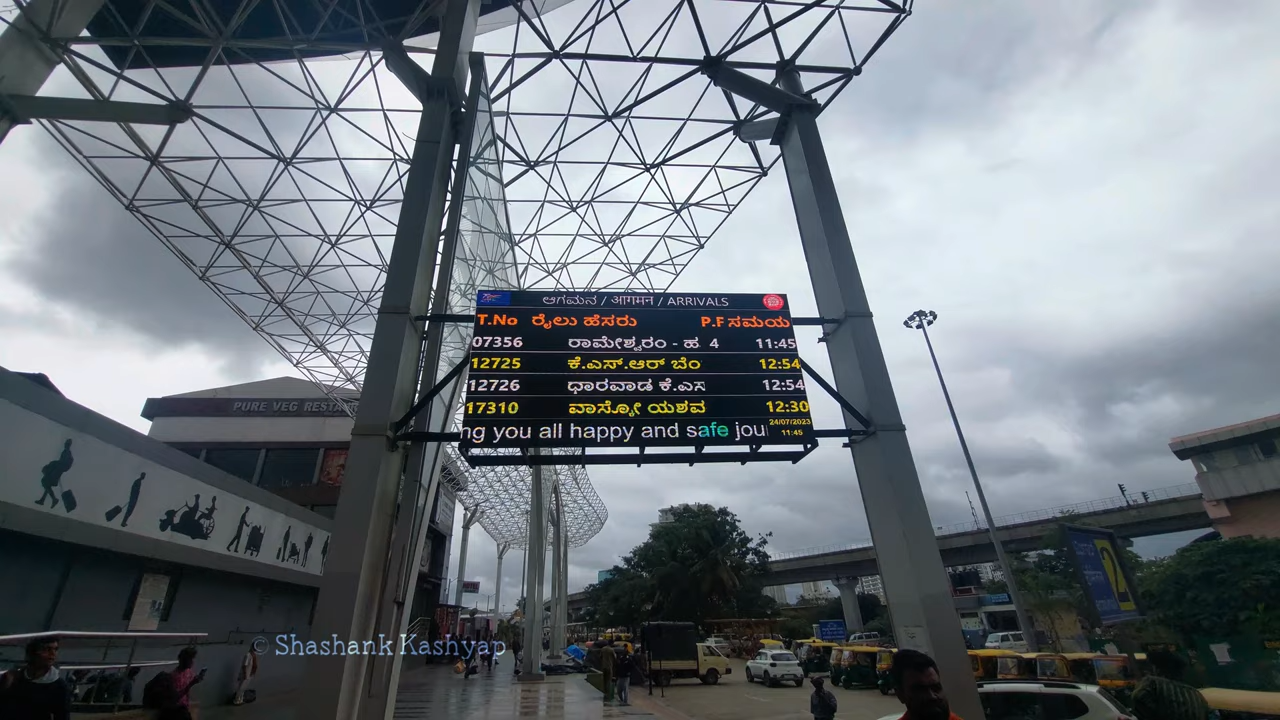 ಆಗಮನ / आगमन / ARRIVALS
T.No ರೈಲು ಹೆಸರು P.F ಸಮಯ
07356 ರಾಮೇಶ್ವರಂ - ಹ 4 11:45
12725 ಕೆ.ಎಸ್.ಆರ್ ಬೆಂ 12:54
12726 ಧಾರವಾಡ ಕೆ.ಎಸ 12:54
17310 ವಾಸ್ಕೋ ಯಶವ 12:30
ng you all happy and safe jou 24/07/2023
11:45
PURE VEG RESTA
© Shashank Kashyap